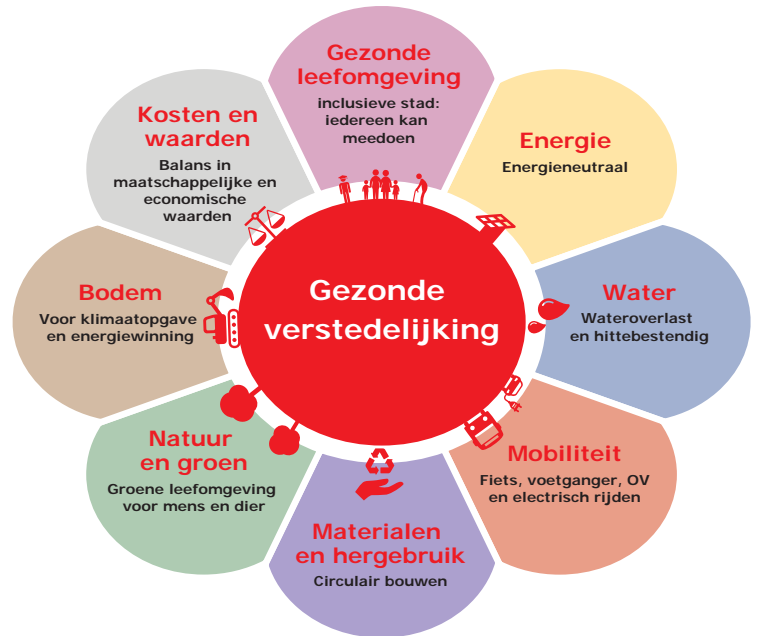 Gezonde
verstedelijking
Gezonde
leefomgeving
inclusieve stad:
iedereen kan
meedoen
Energie
Energieneutraal
Water
Wateroverlast
en hittebestendig
Mobiliteit
Fiets, voetganger, OV
en electrisch rijden
Materialen
en hergebruik
Circulair bouwen
Natuur
en groen
Groene leefomgeving
voor mens en dier
Bodem
Voor klimaatopgave
en energiewinning
Kosten en
waarden
Balans in
maatschappelijke en
economische
waarden